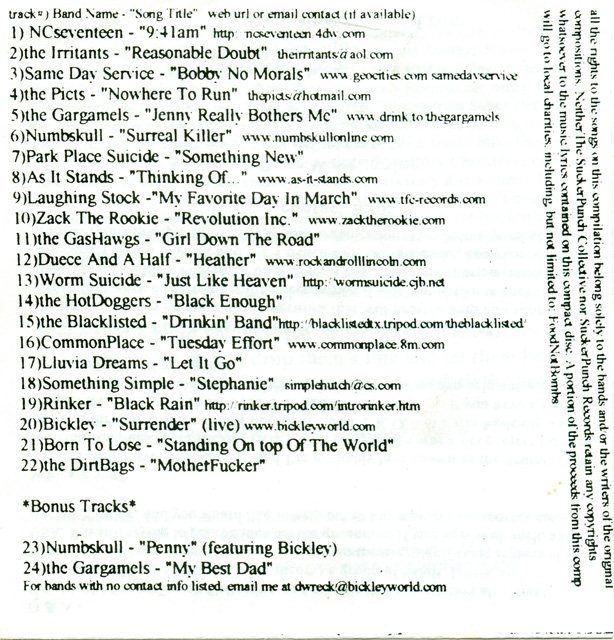 track#) Band Name - "Song Title" web url or email contact (if available)
1) NCseventeen - "9:41am" http: ncseventeen.4dw.com
2)the Irritants - "Reasonable Doubt" theirritants@aol.com
3)Same Day Service - "Bobby No Morals" www.geocities.com samedayservice
4)the Picts - "Nowhere To Run" thepicts@hotmail.com
5)the Gargamels - "Jenny Really Bothers Me" www.drink.to thegargamels
6)Numbskull - "Surreal Killer" www.numbskullonline.com
7)Park Place Suicide - "Something New"
8)As It Stands - "Thinking Of..." www.as-it-stands.com
9)Laughing Stock -"My Favorite Day In March" www.tfc-records.com
10)Zack The Rookie - "Revolution Inc." www.zacktherookie.com
11)the GasHawgs - "Girl Down The Road"
12)Duece And A Half - "Heather" www.rockandrolllincoln.com
13)Worm Suicide - "Just Like Heaven" http: wormsuicide.cjb.net
14)the HotDoggers - "Black Enough"
15)the Blacklisted - "Drinkin' Band"http://blacklistedtx.tripod.com/theblacklisted/
16)CommonPlace - "Tuesday Effort" www.commonplace.8m.com
17)Lluvia Dreams - "Let It Go"
18)Something Simple - "Stephanie" simplehutch@cs.com
19)Rinker - "Black Rain" http://rinker.tripod.com/introrinker.htm
20)Bickley - "Surrender" (live) www.bickleyworld.com
21)Born To Lose - "Standing On top Of The World"
22)the DirtBags - "MotherFucker"
*Bonus Tracks*
23)Numbskull - "Penny" (featuring Bickley)
24)the Gargamels - "My Best Dad"
For bands with no contact info listed, email me at dwreck@bickleyworld.com
all the rights to the songs on this compilation belong solely to the bands and/or the writers of the original
compositions. Neither The SuckerPunch Collective nor SuckerPunch Records retain any copyrights
whatsoever to the music/lyrics contained on this compact disc. A portion of the proceeds from this comp
will go to local charities, including, but not limited to: FoodNotBombs